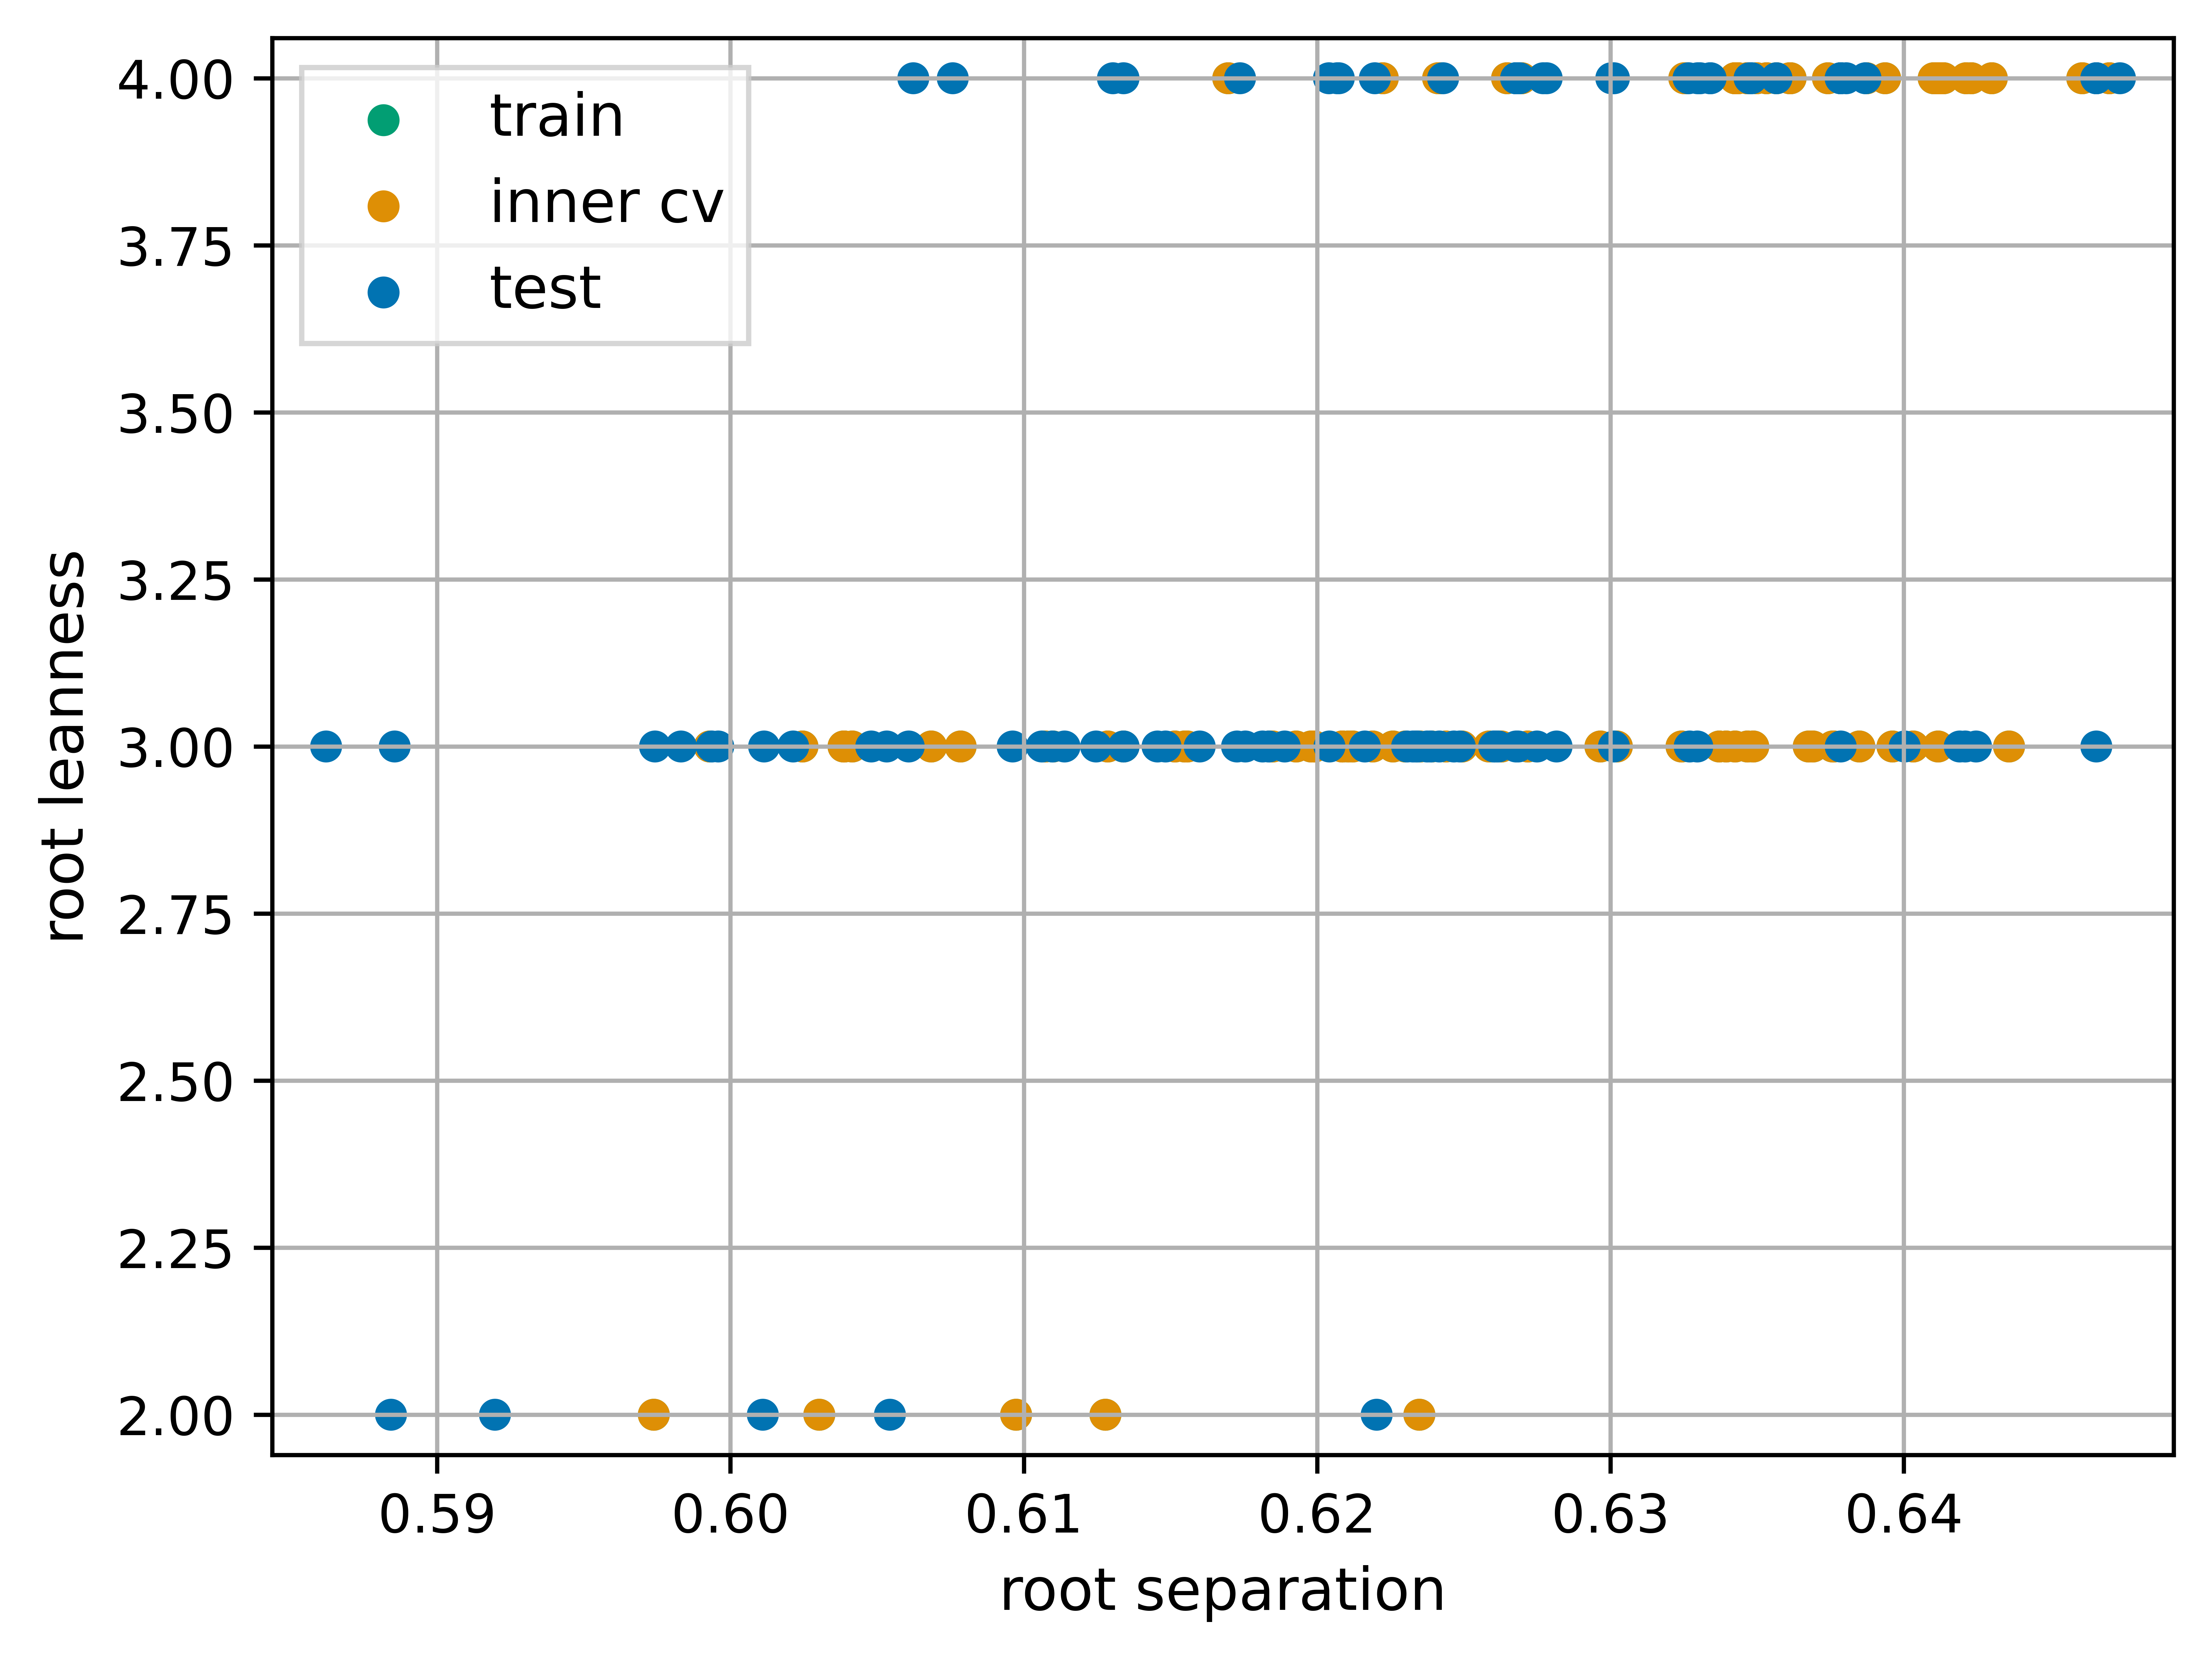 train
inner cv
test
4.00
3.75
3.50
3.25
3.00
2.75
2.50
2.25
2.00
root leanness
0.59 0.60 0.61 0.62 0.63 0.64
root separation